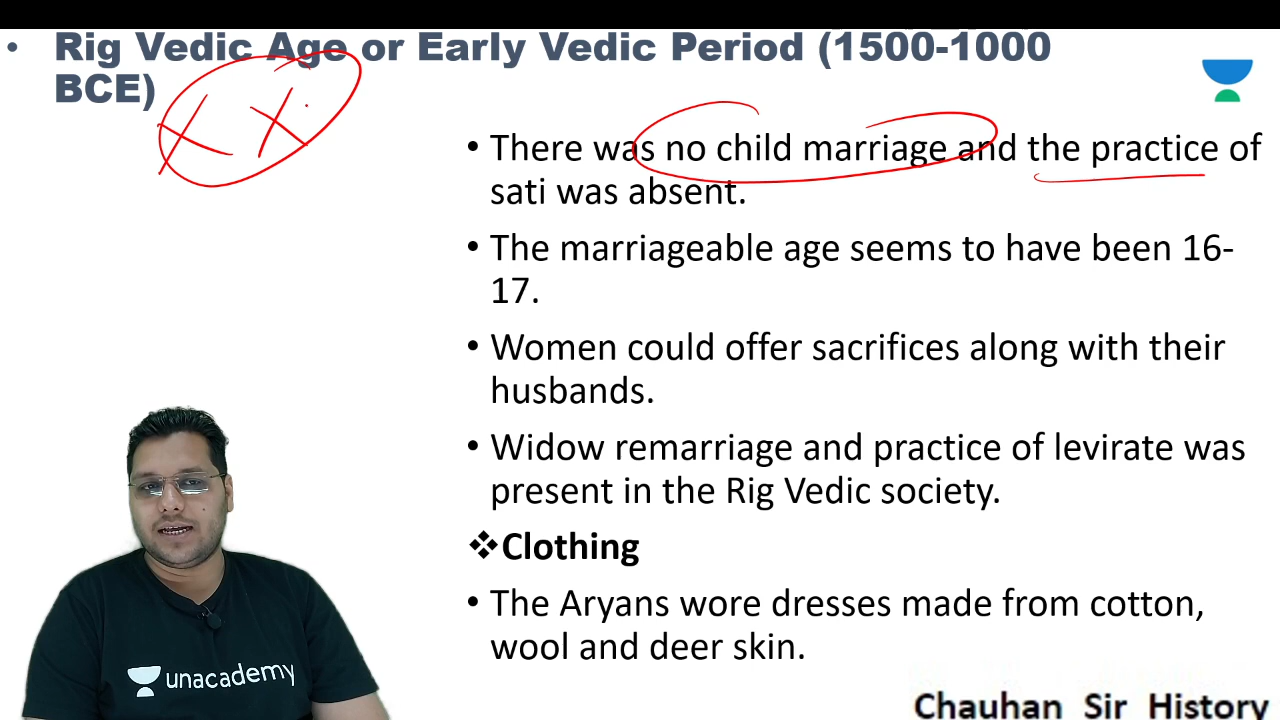 • Rig Vedic Age or Early Vedic Period (1500-1000
BCE)
X X
• There was no child marriage and the practice of
sati was absent.
• The marriageable age seems to have been 16-
17.
• Women could offer sacrifices along with their
husbands.
• Widow remarriage and practice of levirate was
present in the Rig Vedic society.
❖Clothing
• The Aryans wore dresses made from cotton,
wool and deer skin.
unacademy
Chauhan Sir History